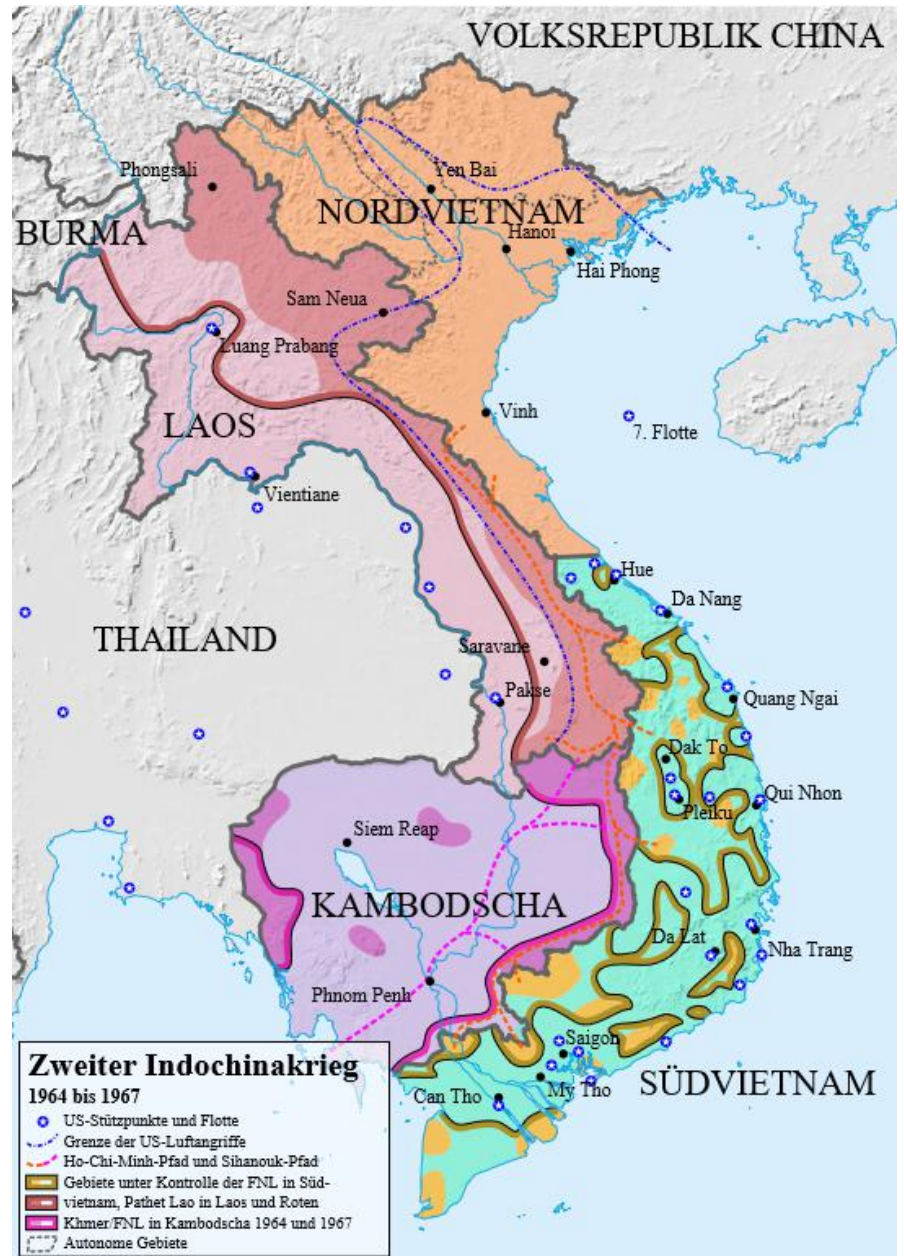 VOLKSREPUBLIK CHINA
Phongsali
Yen Bai
NORDVIETNAM
BURMA
Hanoi
Hai Phong
Sam Neua
Luang Prabang
LAOS
Vinh
7. Flotte
Vientiane
Hue
Da Nang
THAILAND
Saravane
Pakse
Quang Ngai
Dak To
Qui Nhon
Pleiku
Siem Reap
KAMBODSCHA
Da Lat
Nha Trang
Phnom Penh
Saigon
SÜDVIETNAM
My Tho
Can Tho
Zweiter Indochinakrieg
1964 bis 1967
US-Stützpunkte und Flotte
Grenze der US-Luftangriffe
Ho-Chi-Minh-Pfad und Sihanouk-Pfad
Gebiete unter Kontrolle der FNL in Süd-
vietnam, Pathet Lao in Laos und Roten
Khmer/FNL in Kambodscha 1964 und 1967
Autonome Gebiete